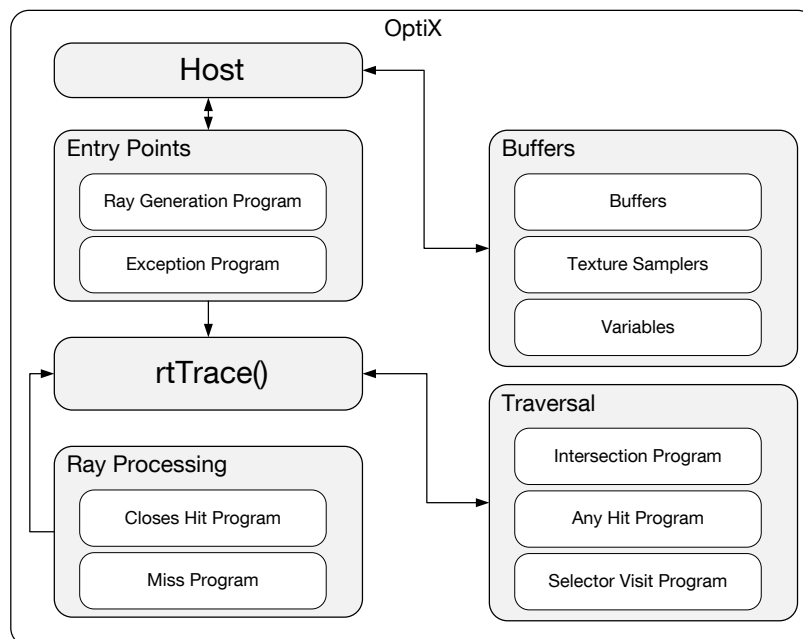 OptiX
Host
Entry Points
Ray Generation Program
Exception Program
Buffers
Buffers
Texture Samplers
Variables
rtTrace()
Traversal
Intersection Program
Any Hit Program
Selector Visit Program
Ray Processing
Closes Hit Program
Miss Program